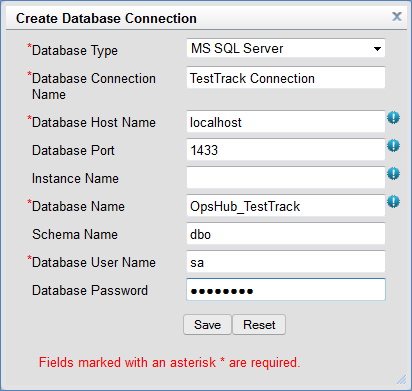 Create Database Connection
*Database Type MS SQL Server
*Database Connection Name TestTrack Connection
*Database Host Name localhost
Database Port 1433
Instance Name
*Database Name OpsHub_TestTrack
Schema Name dbo
*Database User Name sa
Database Password ●●●●●●●●
Save Reset
Fields marked with an asterisk * are required.